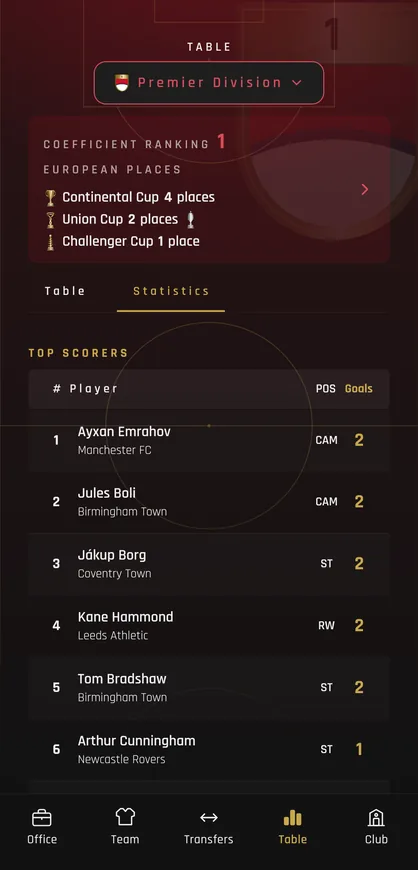 1
TABLE
Premier Division
COEFFICIENT RANKING 1
EUROPEAN PLACES
Continental Cup 4 places
Union Cup 2 places
Challenger Cup 1 place
Table Statistics
TOP SCORERS
# Player POS Goals
1 Ayxan Emrahov CAM 2
Manchester FC
2 Jules Boli CAM 2
Birmingham Town
3 Jákup Borg ST 2
Coventry Town
4 Kane Hammond RW 2
Leeds Athletic
5 Tom Bradshaw ST 2
Birmingham Town
6 Arthur Cunningham ST 1
Newcastle Rovers
Office Team Transfers Table Club